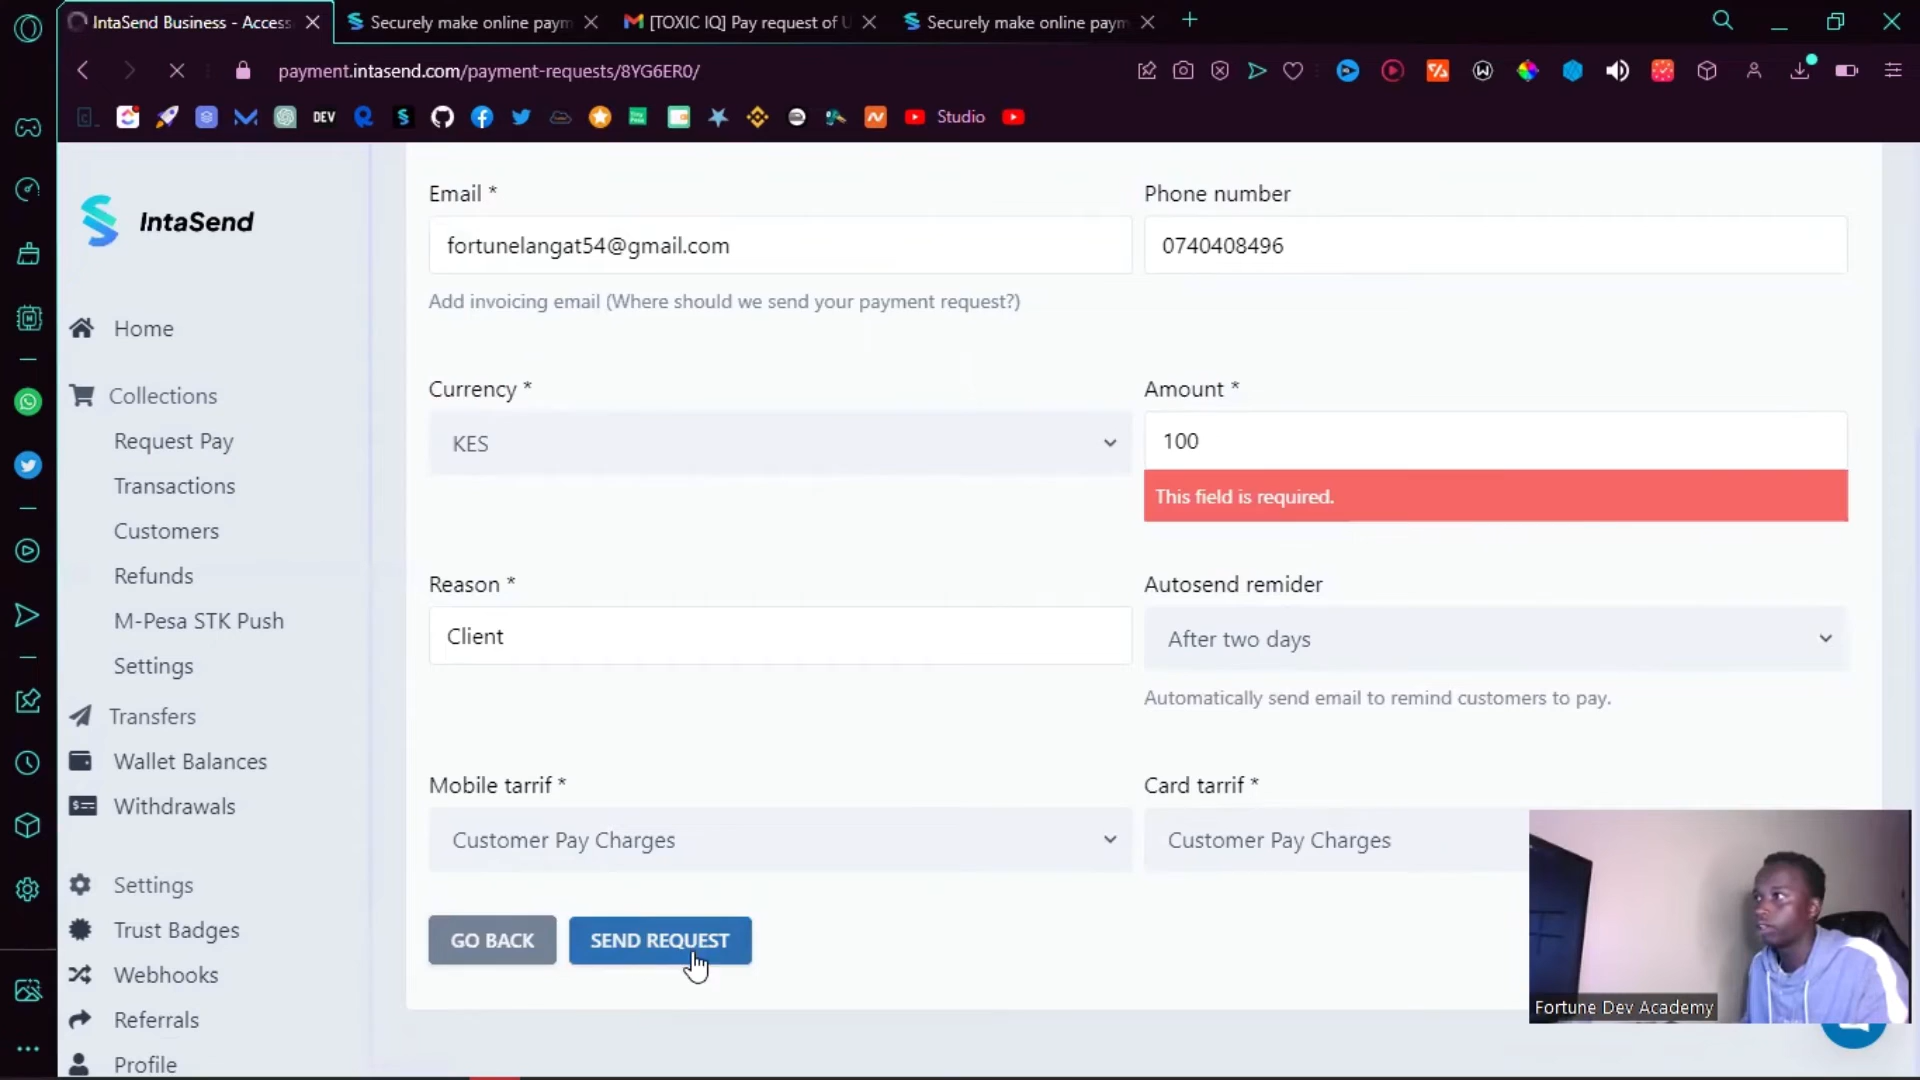 IntaSend Business - Access
Securely make online paym
[TOXIC IQ] Pay request of U
Securely make online paym
payment.intasend.com/payment-requests/8YG6ER0/
DEV
Studio
IntaSend
Email *
Phone number
fortunelangat54@gmail.com
0740408496
Add invoicing email (Where should we send your payment request?)
Home
Collections
Request Pay
Transactions
Customers
Refunds
M-Pesa STK Push
Settings
Transfers
Wallet Balances
Withdrawals
Settings
Trust Badges
Webhooks
Referrals
Profile
Currency *
Amount *
KES
100
This field is required.
Reason *
Autosend remider
Client
After two days
Automatically send email to remind customers to pay.
Mobile tarrif *
Card tarrif *
Customer Pay Charges
Customer Pay Charges
GO BACK
SEND REQUEST
Fortune Dev Academy